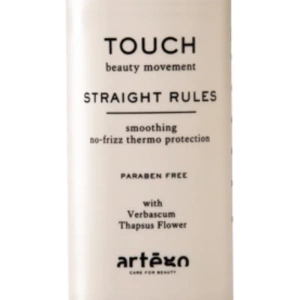 TOUCH
beauty movement
STRAIGHT RULES
smoothing
no-frizz thermo protection
PARABEN FREE
with
Verbascum
Thapsus Flower
artègo
CARE FOR BEAUTY